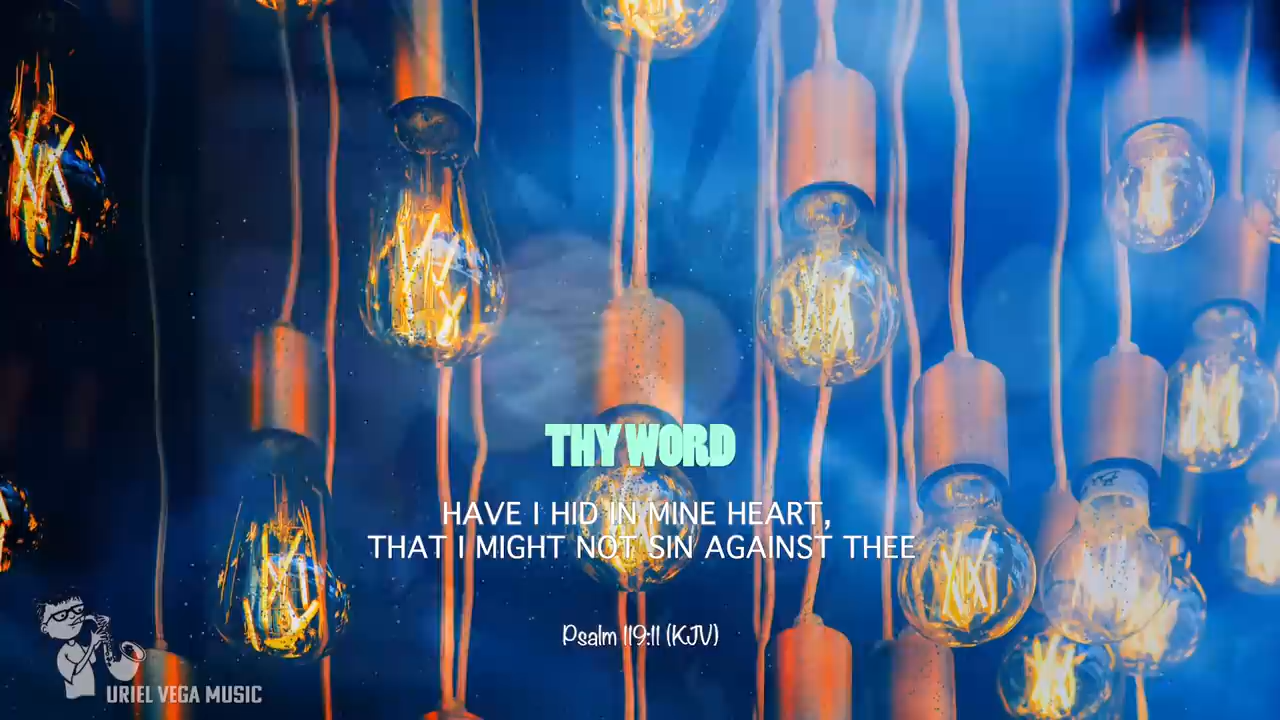 THY WORD
HAVE I HID IN MINE HEART,
THAT I MIGHT NOT SIN AGAINST THEE
Psalm 119:11 (KJV)
URIEL VEGA MUSIC